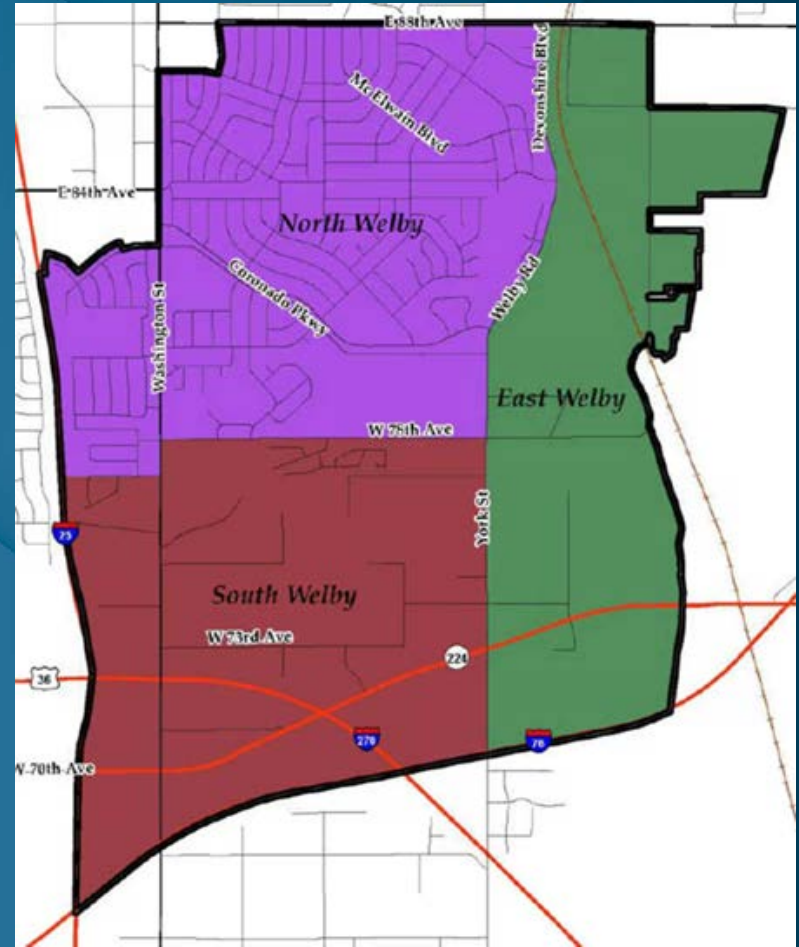 E 88th Ave
Devonshire Blvd
Mc Elwain Blvd
E 84th Ave
North Welby
Coronado Pkwy
Welby Rd
Washington St
East Welby
W 78th Ave
York St
25
South Welby
W 73rd Ave
224
36
270
76
W 70th Ave